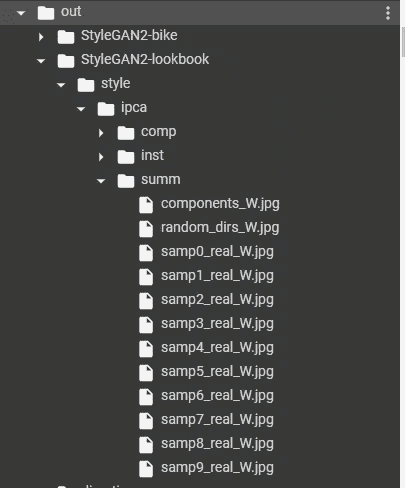 out
StyleGAN2-bike
StyleGAN2-lookbook
style
ipca
comp
inst
summ
components_W.jpg
random_dirs_W.jpg
samp0_real_W.jpg
samp1_real_W.jpg
samp2_real_W.jpg
samp3_real_W.jpg
samp4_real_W.jpg
samp5_real_W.jpg
samp6_real_W.jpg
samp7_real_W.jpg
samp8_real_W.jpg
samp9_real_W.jpg